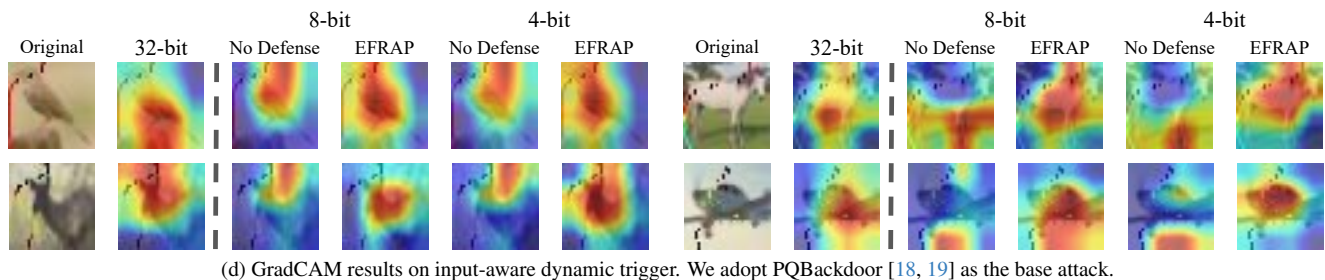 8-bit 4-bit 8-bit 4-bit
Original 32-bit No Defense EFRAP No Defense EFRAP Original 32-bit No Defense EFRAP No Defense EFRAP
(d) GradCAM results on input-aware dynamic trigger. We adopt PQBackdoor [18, 19] as the base attack.